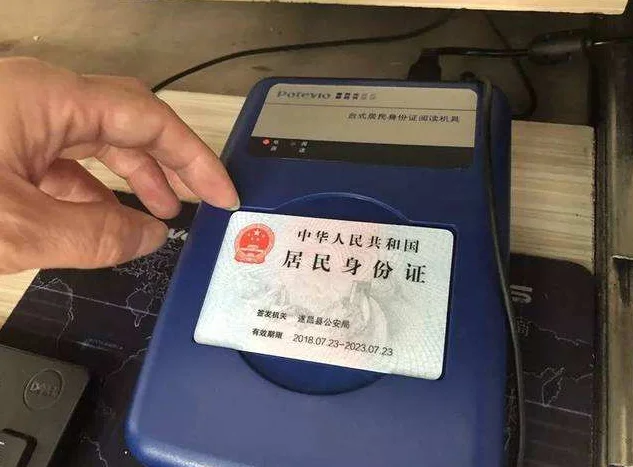 Potevio
台式居民身份证阅读机具
中华人民共和国
居民身份证
签发机关 遂昌县公安局
有效期限 2018.07.23-2023.07.23
DELL